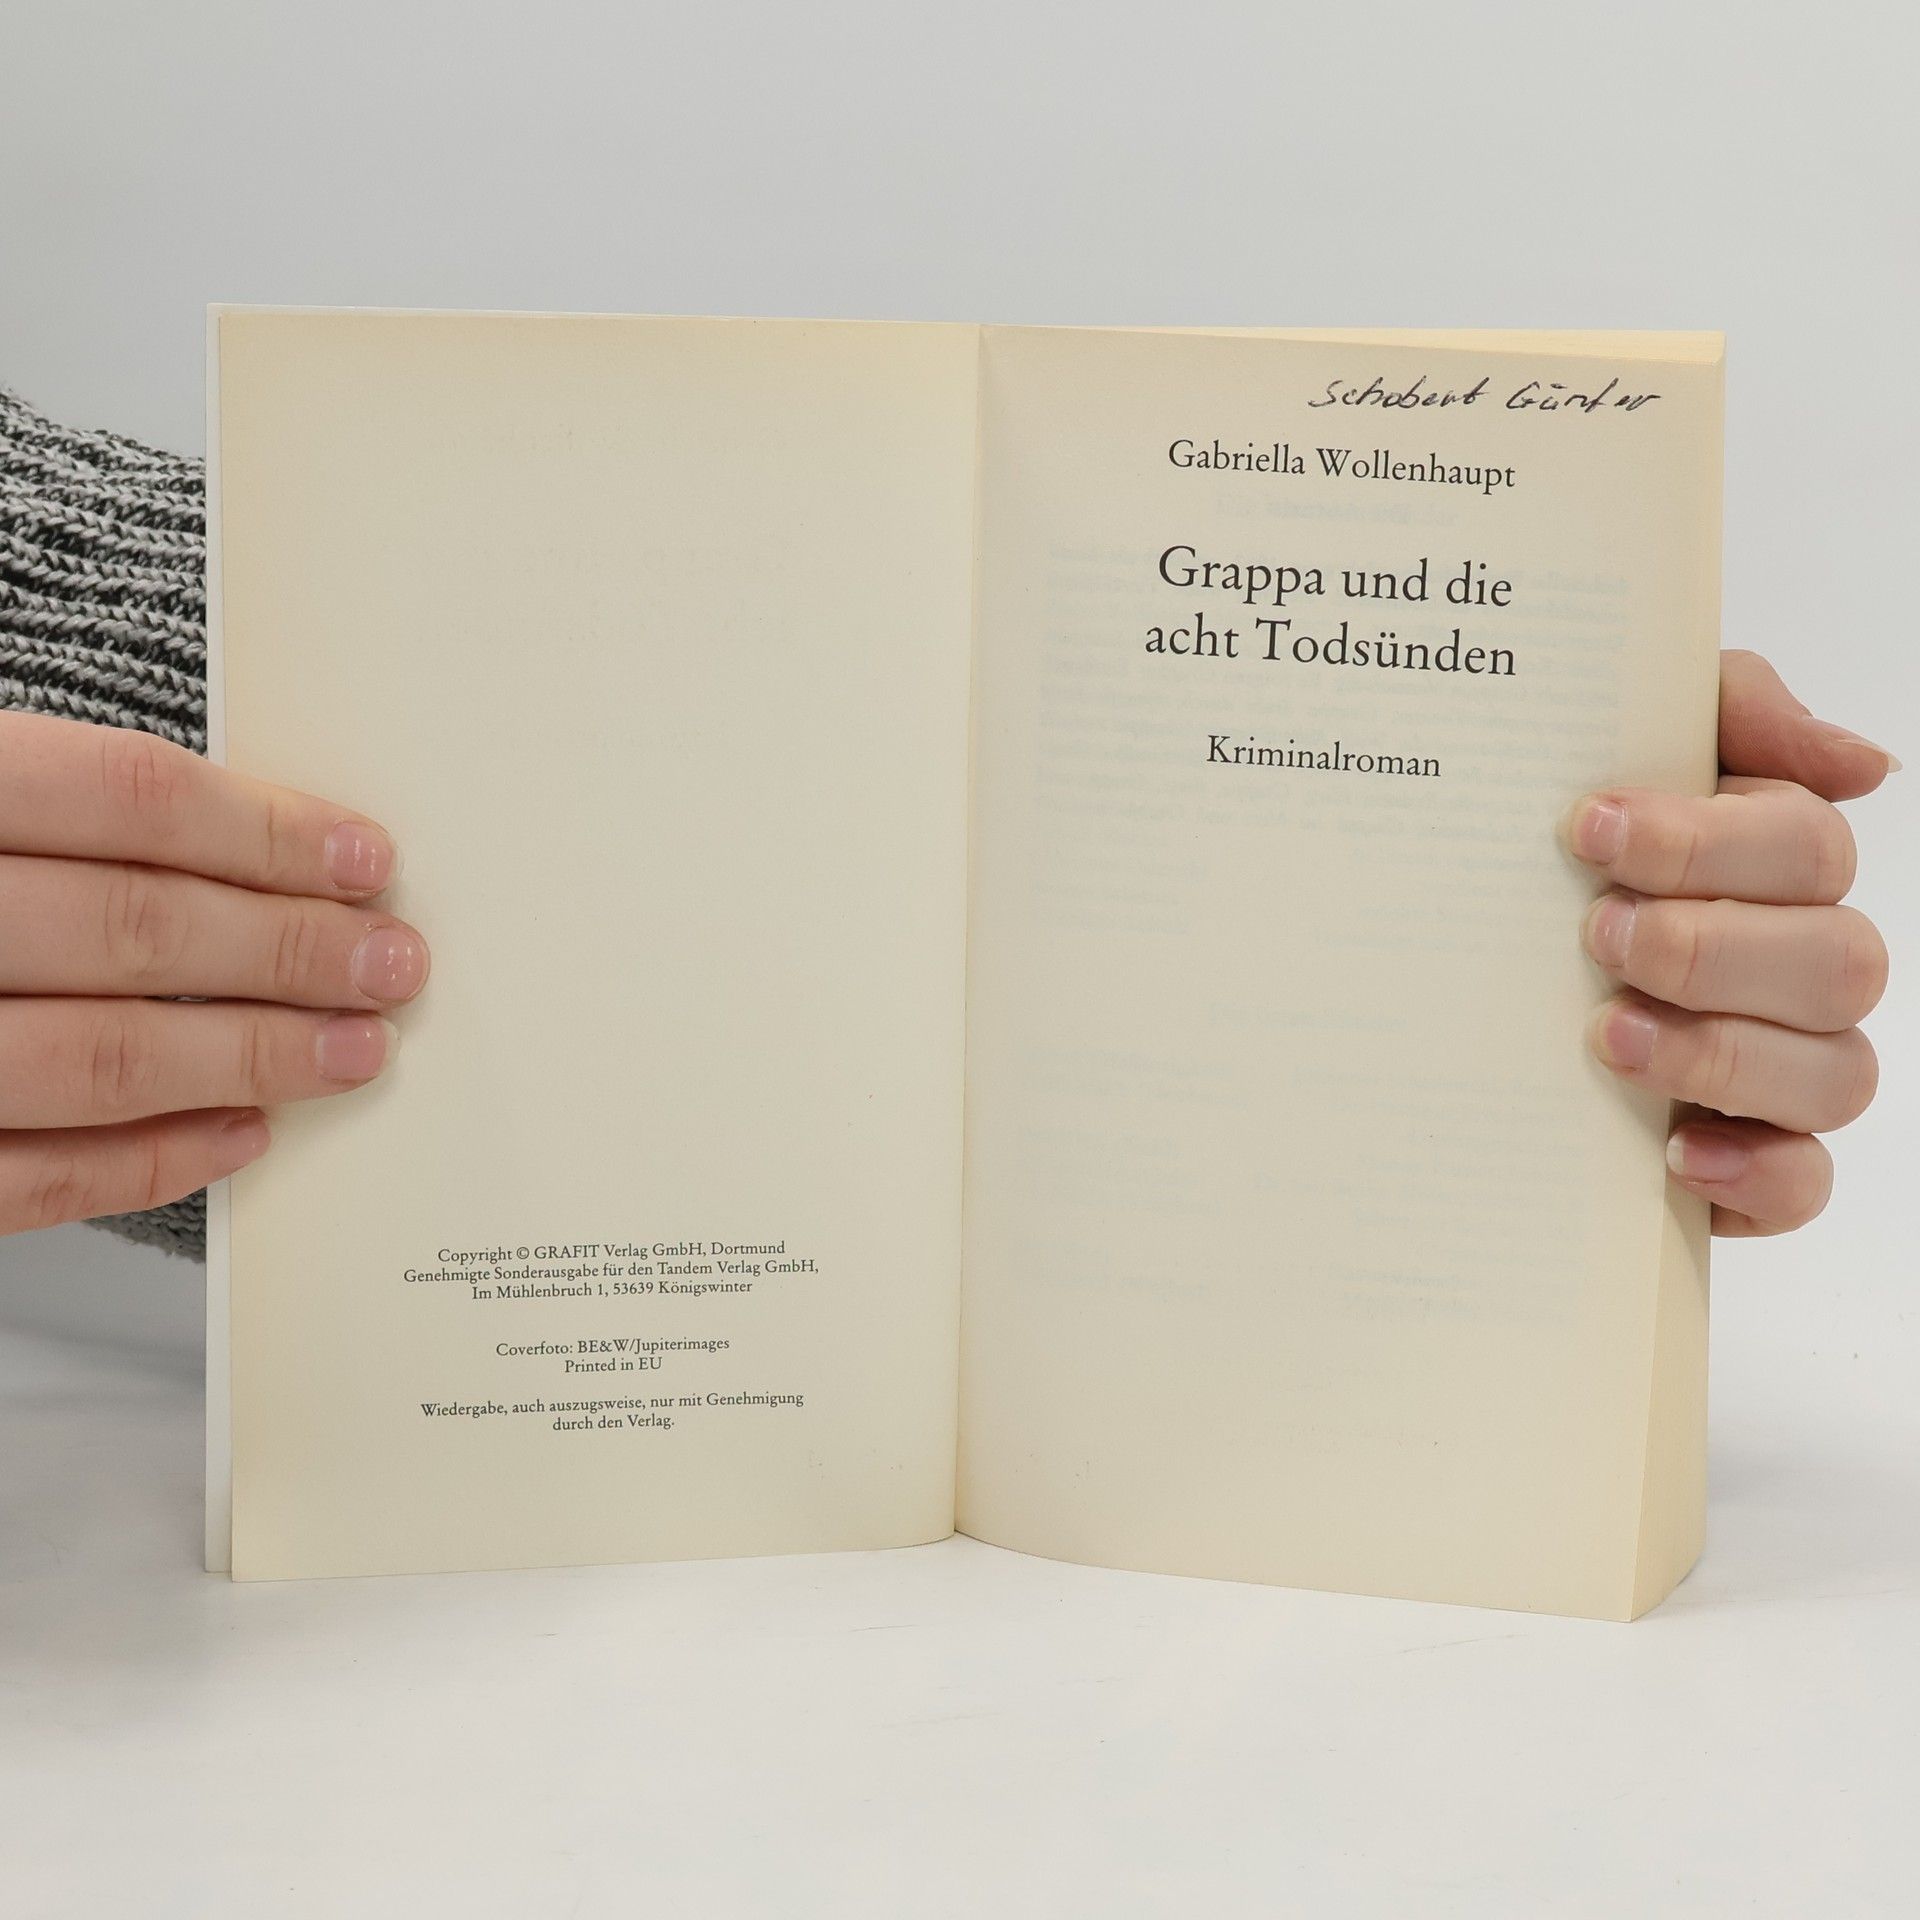 Copyright © GRAFIT Verlag GmbH, Dortmund
Genehmigte Sonderausgabe für den Tandem Verlag GmbH,
Im Mühlenbruch 1, 53639 Königswinter
Coverfoto: BE&W/Jupiterimages
Printed in EU
Wiedergabe, auch auszugsweise, nur mit Genehmigung
durch den Verlag.
Schobert Günter
Gabriella Wollenhaupt
Grappa und die
acht Todsünden
Kriminalroman